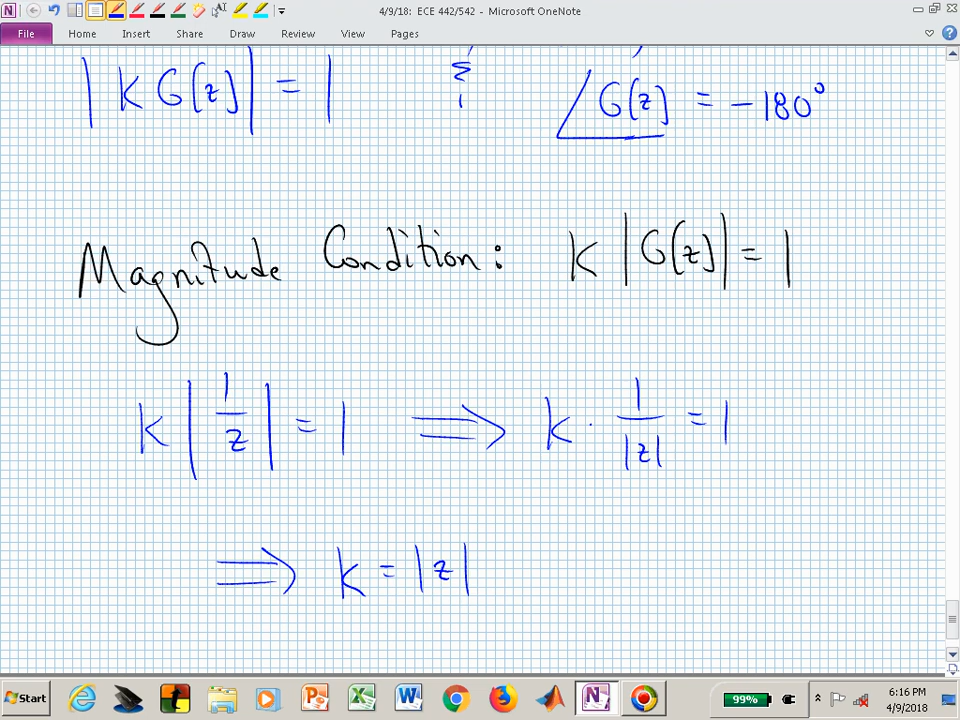 4/9/18: ECE 442/542 - Microsoft OneNote
File Home Insert Share Draw Review View Pages
|K G(z)| = 1 & ∠G(z) = -180°
Magnitude Condition: K |G(z)| = 1
K |1/z| = 1 ⟹ K · 1/|z| = 1
⟹ K = |z|
Start
99%
6:16 PM
4/9/2018